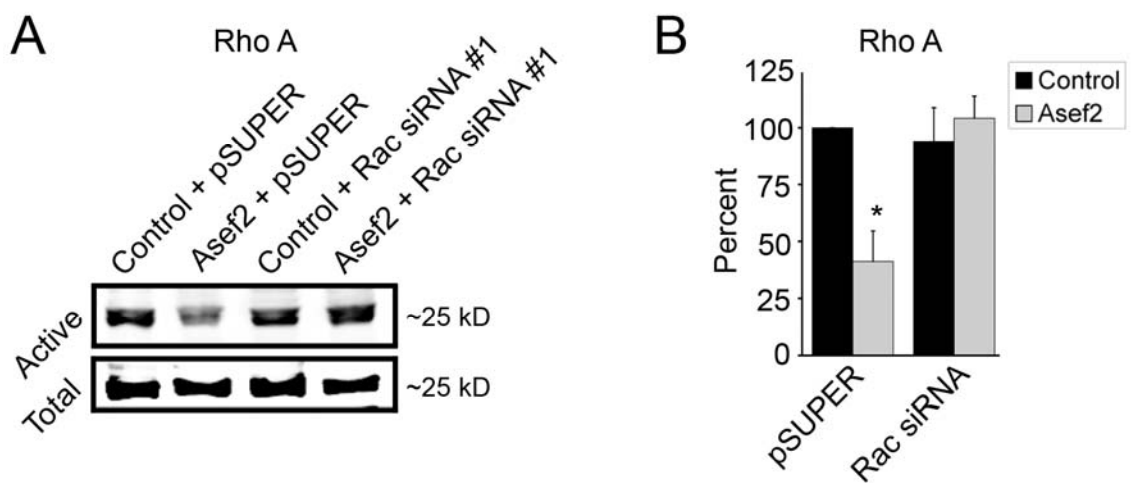 A
Rho A
Control + pSUPER
Asef2 + pSUPER
Control + Rac siRNA #1
Asef2 + Rac siRNA #1
Active
~25 kD
Total
~25 kD
B
Rho A
Control
Asef2
Percent
125
100
75
50
25
0
*
pSUPER
Rac siRNA